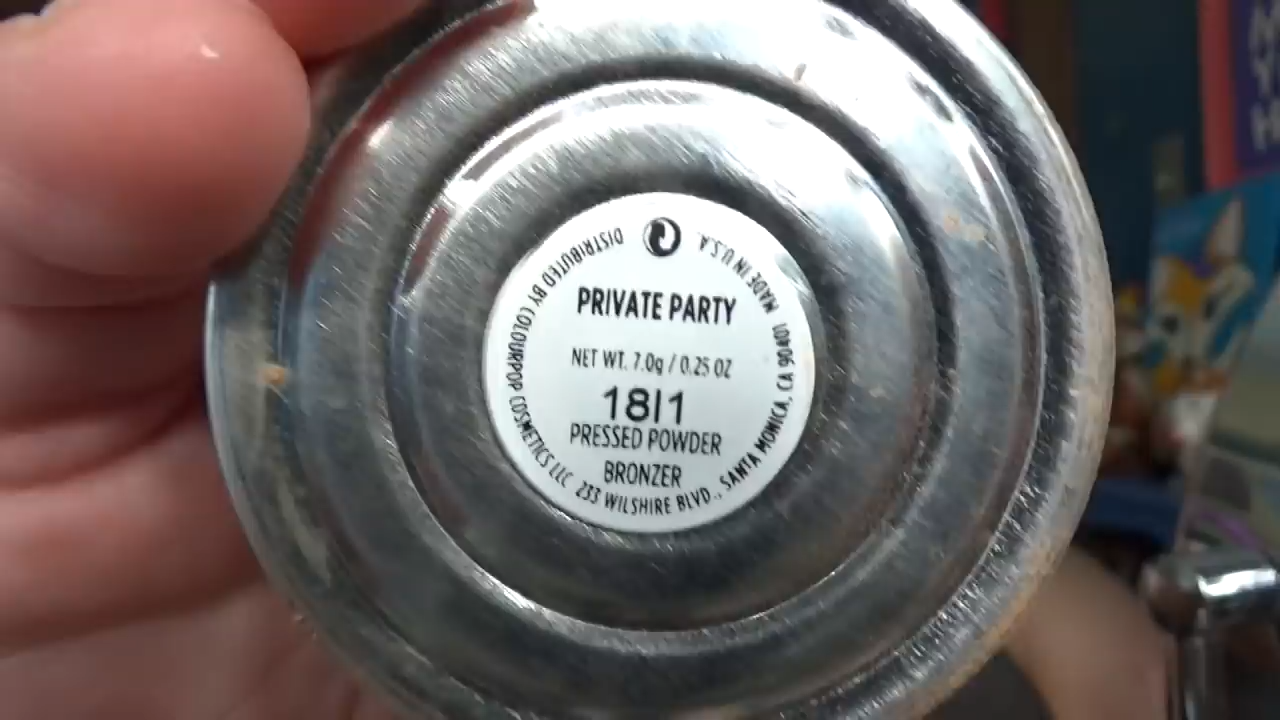 PRIVATE PARTY
NET WT. 7.0g / 0.25 OZ
18I1
PRESSED POWDER
BRONZER
DISTRIBUTED BY COLOURPOP COSMETICS LLC 233 WILSHIRE BLVD., SANTA MONICA, CA 90401 MADE IN U.S.A